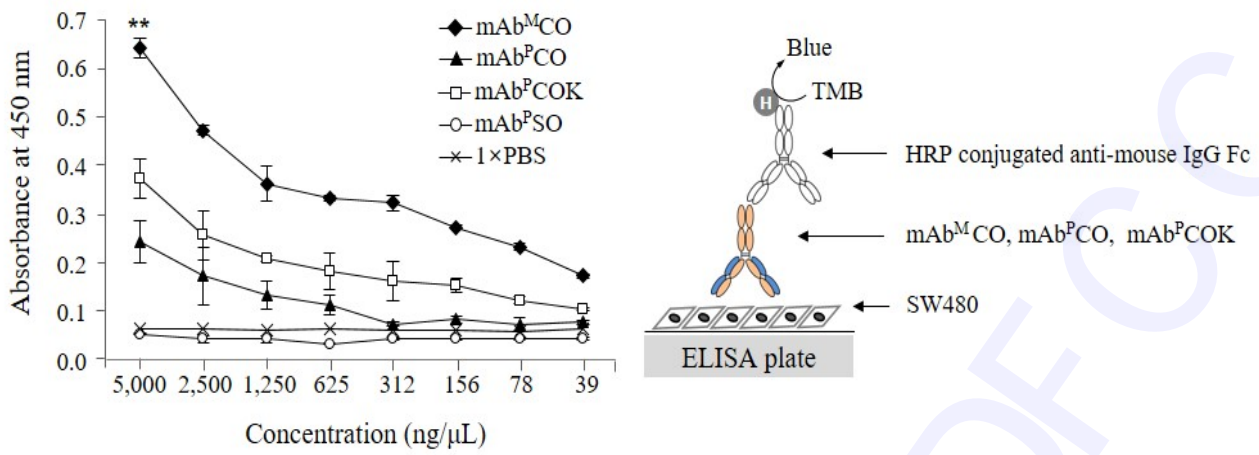 0.7
0.6
0.5
0.4
0.3
0.2
0.1
0.0
Absorbance at 450 nm
**
mAbᴹCO
mAbᴾCO
mAbᴾCOK
mAbᴾSO
1×PBS
5,000 2,500 1,250 625 312 156 78 39
Concentration (ng/μL)
Blue
H
TMB
HRP conjugated anti-mouse IgG Fc
mAbᴹ CO, mAbᴾCO, mAbᴾCOK
SW480
ELISA plate